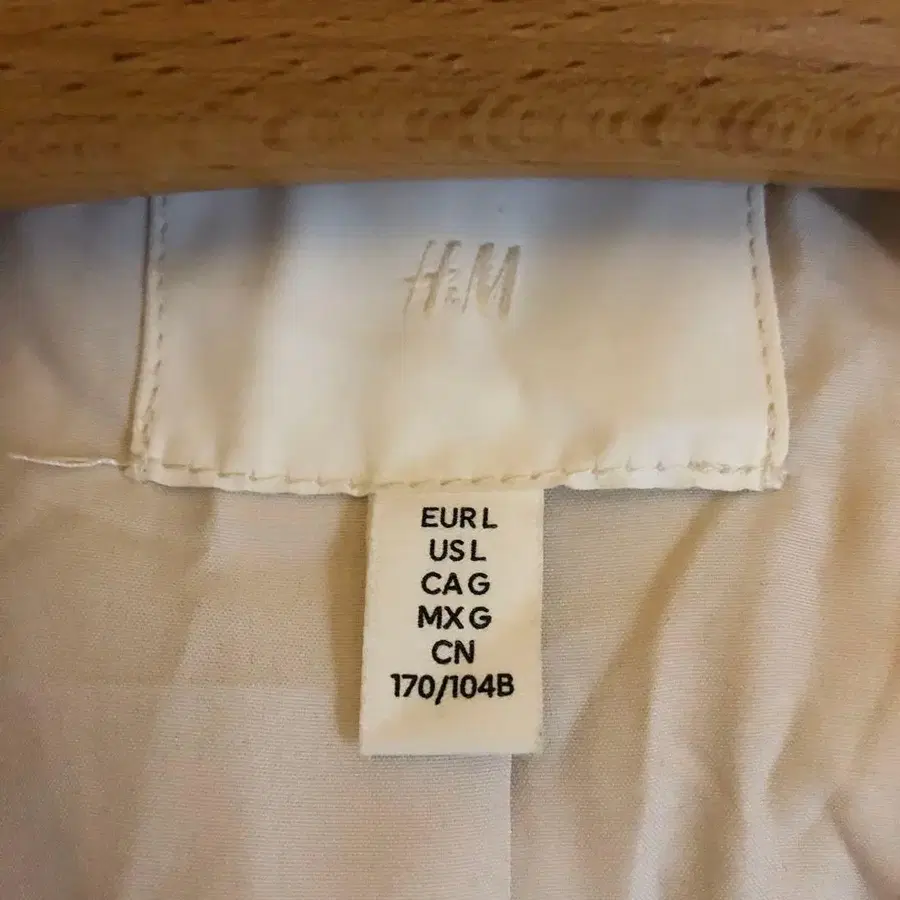 H&M
EUR L
US L
CA G
MX G
CN
170/104B